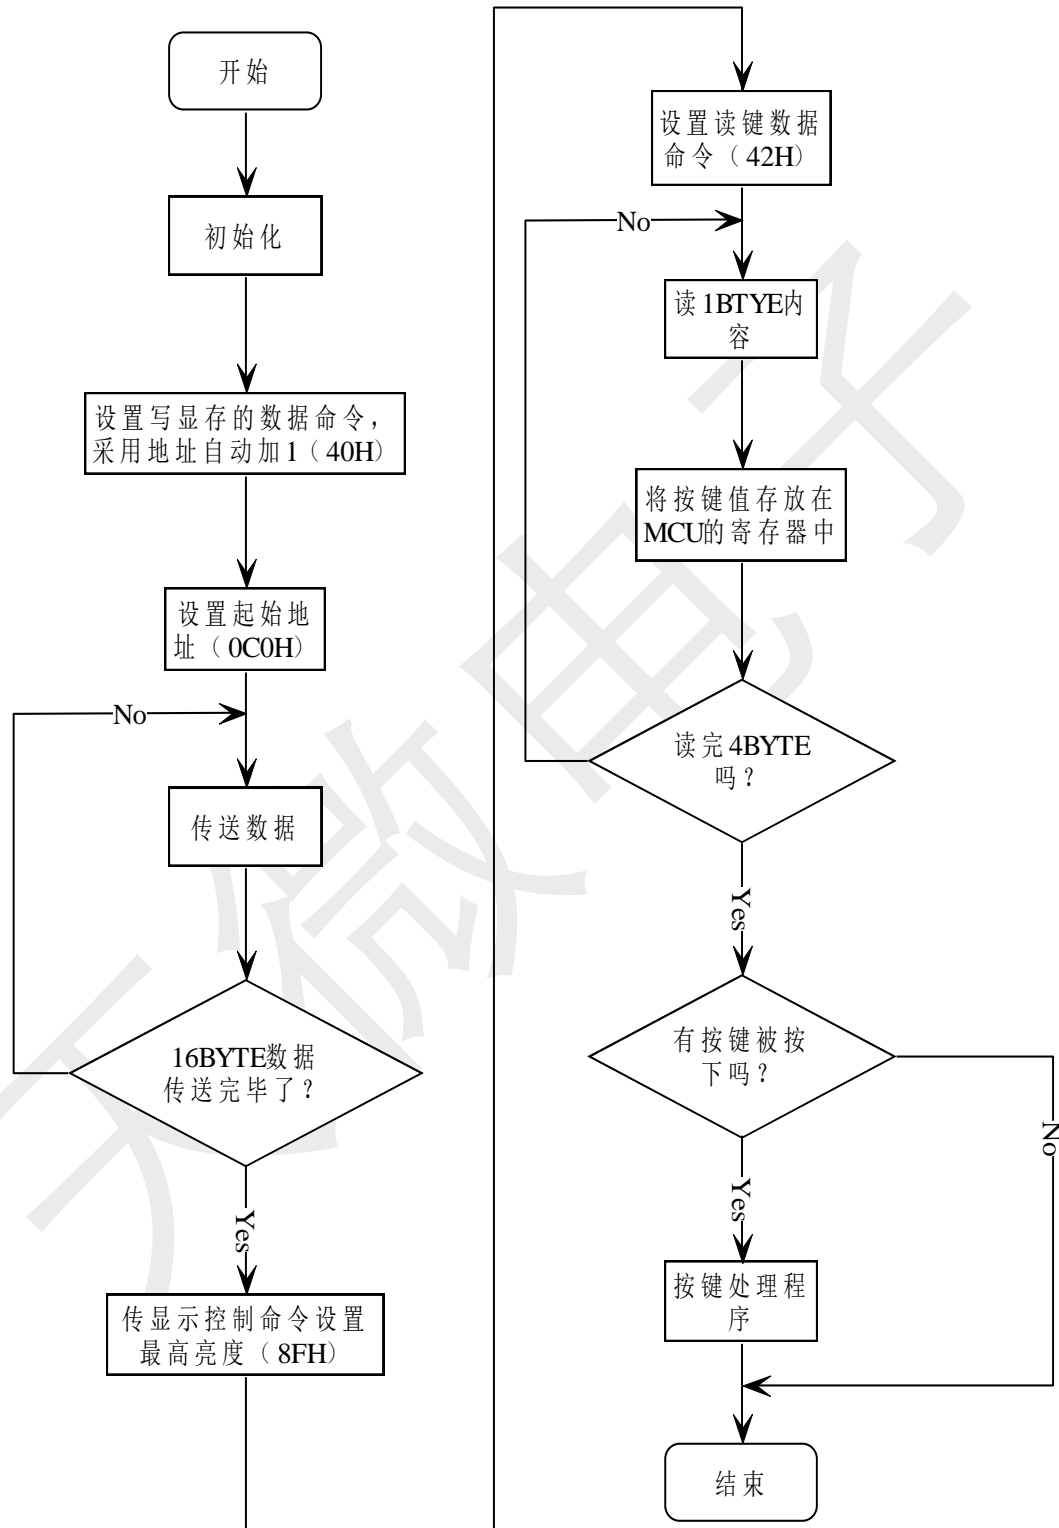 开始
初始化
设置写显存的数据命令，
采用地址自动加1（40H）
设置起始地
址（0C0H）
No
传送数据
16BYTE数据
传送完毕了？
Yes
传显示控制命令设置
最高亮度（8FH）
设置读键数据
命令（42H）
No
读1BTYE内
容
将按键值存放在
MCU的寄存器中
读完4BYTE
吗？
Yes
有按键被按
下吗？
No
Yes
按键处理程
序
结束
天微电子